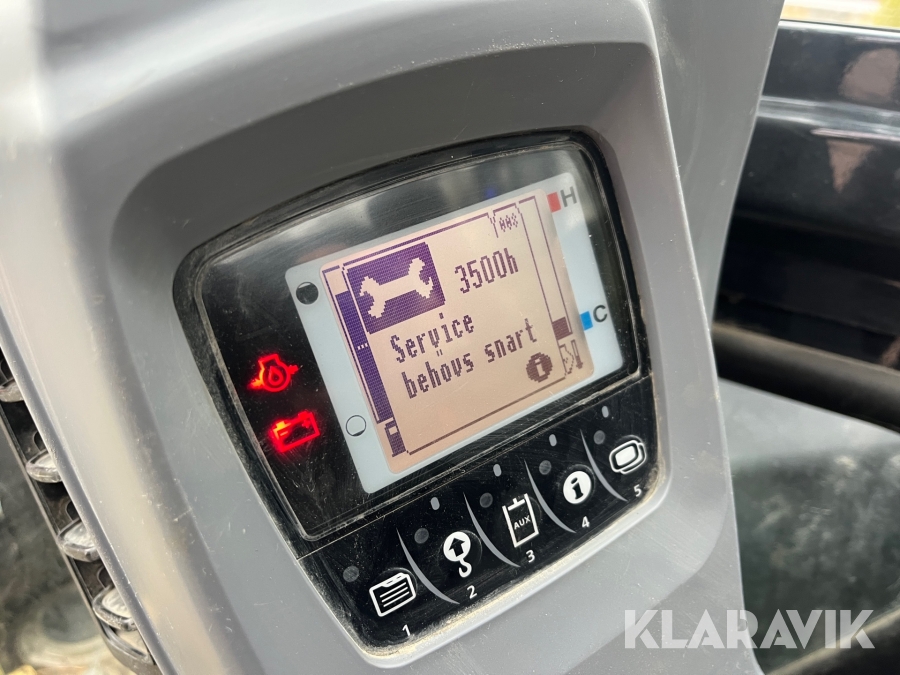 H
3500h
C
Service
behövs snart
AUX
1
2
3
4
5
KLARAVIK